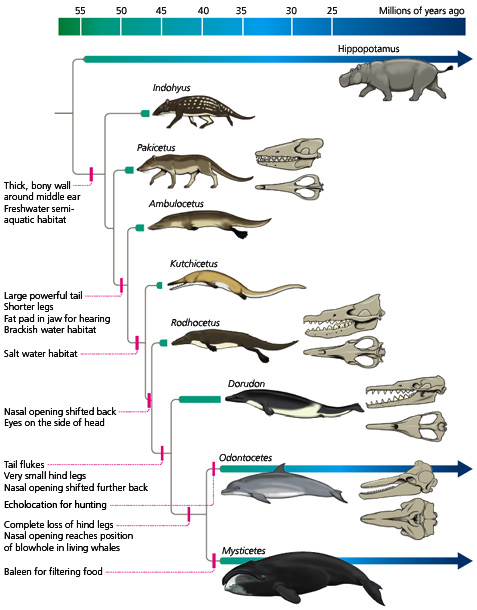 55 50 45 40 35 30 25 Millions of years ago
Hippopotamus
Indohyus
Pakicetus
Thick, bony wall
around middle ear
Freshwater semi-
aquatic habitat
Ambulocetus
Kutchicetus
Large powerful tail
Shorter legs
Fat pad in jaw for hearing
Brackish water habitat
Rodhocetus
Salt water habitat
Dorudon
Nasal opening shifted back
Eyes on the side of head
Odontocetes
Tail flukes
Very small hind legs
Nasal opening shifted further back
Echolocation for hunting
Complete loss of hind legs
Nasal opening reaches position
of blowhole in living whales
Mysticetes
Baleen for filtering food